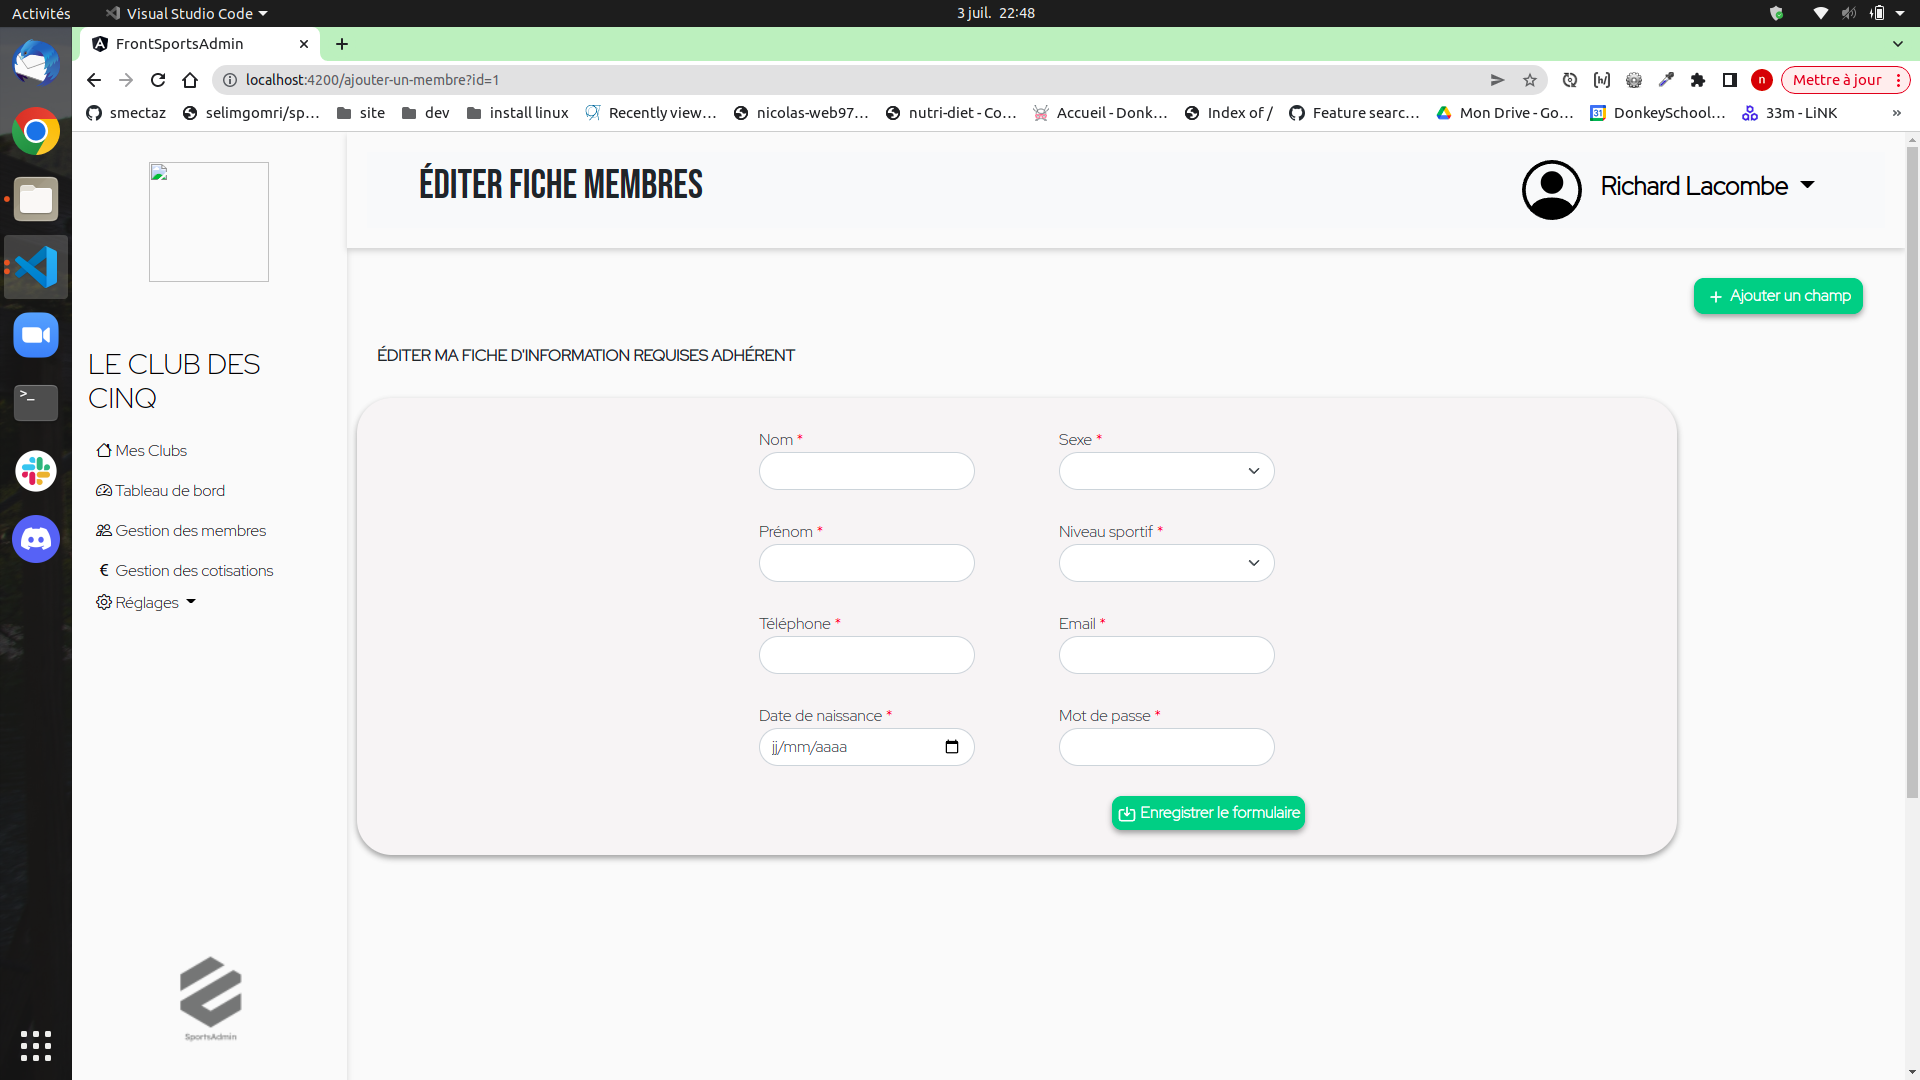 Activités
Visual Studio Code
3 juil. 22:48
FrontSportsAdmin
localhost:4200/ajouter-un-membre?id=1
n
Mettre à jour
smectaz
selimgomri/sp…
site
dev
install linux
Recently view…
nicolas-web97…
nutri-diet - Co…
Accueil - Donk…
Index of /
Feature searc…
Mon Drive - Go…
DonkeySchool…
33m - LiNK
»
ÉDITER FICHE MEMBRES
Richard Lacombe
+ Ajouter un champ
LE CLUB DES
CINQ
Mes Clubs
Tableau de bord
Gestion des membres
€ Gestion des cotisations
Réglages
SportsAdmin
ÉDITER MA FICHE D'INFORMATION REQUISES ADHÉRENT
Nom *
Sexe *
Prénom *
Niveau sportif *
Téléphone *
Email *
Date de naissance *
jj/mm/aaaa
Mot de passe *
Enregistrer le formulaire